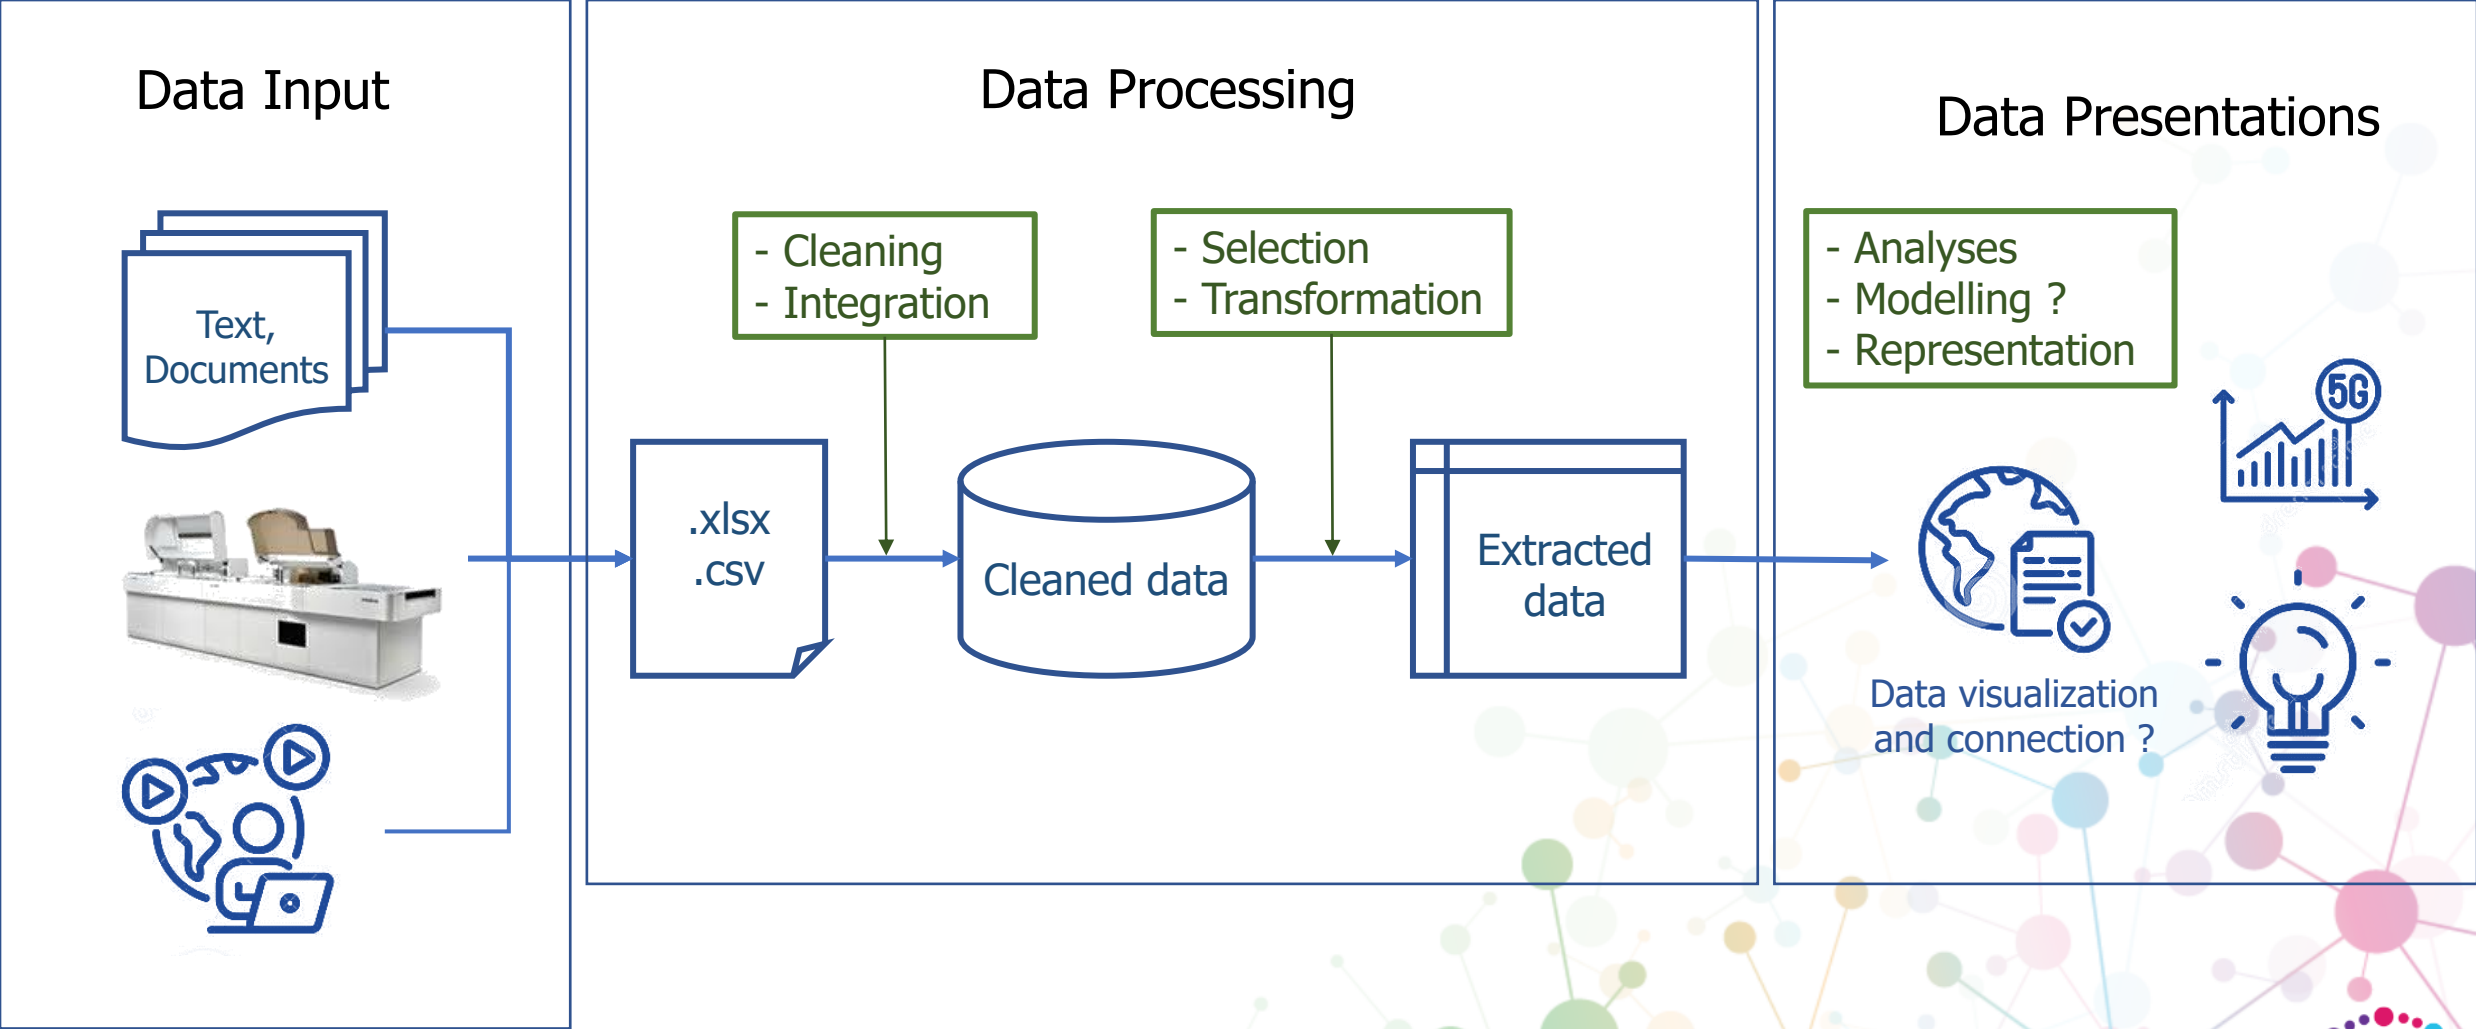 Data Input
Text,
Documents
Data Processing
- Cleaning
- Integration
- Selection
- Transformation
.xlsx
.csv
Cleaned data
Extracted
data
Data Presentations
- Analyses
- Modelling ?
- Representation
5G
Data visualization
and connection ?